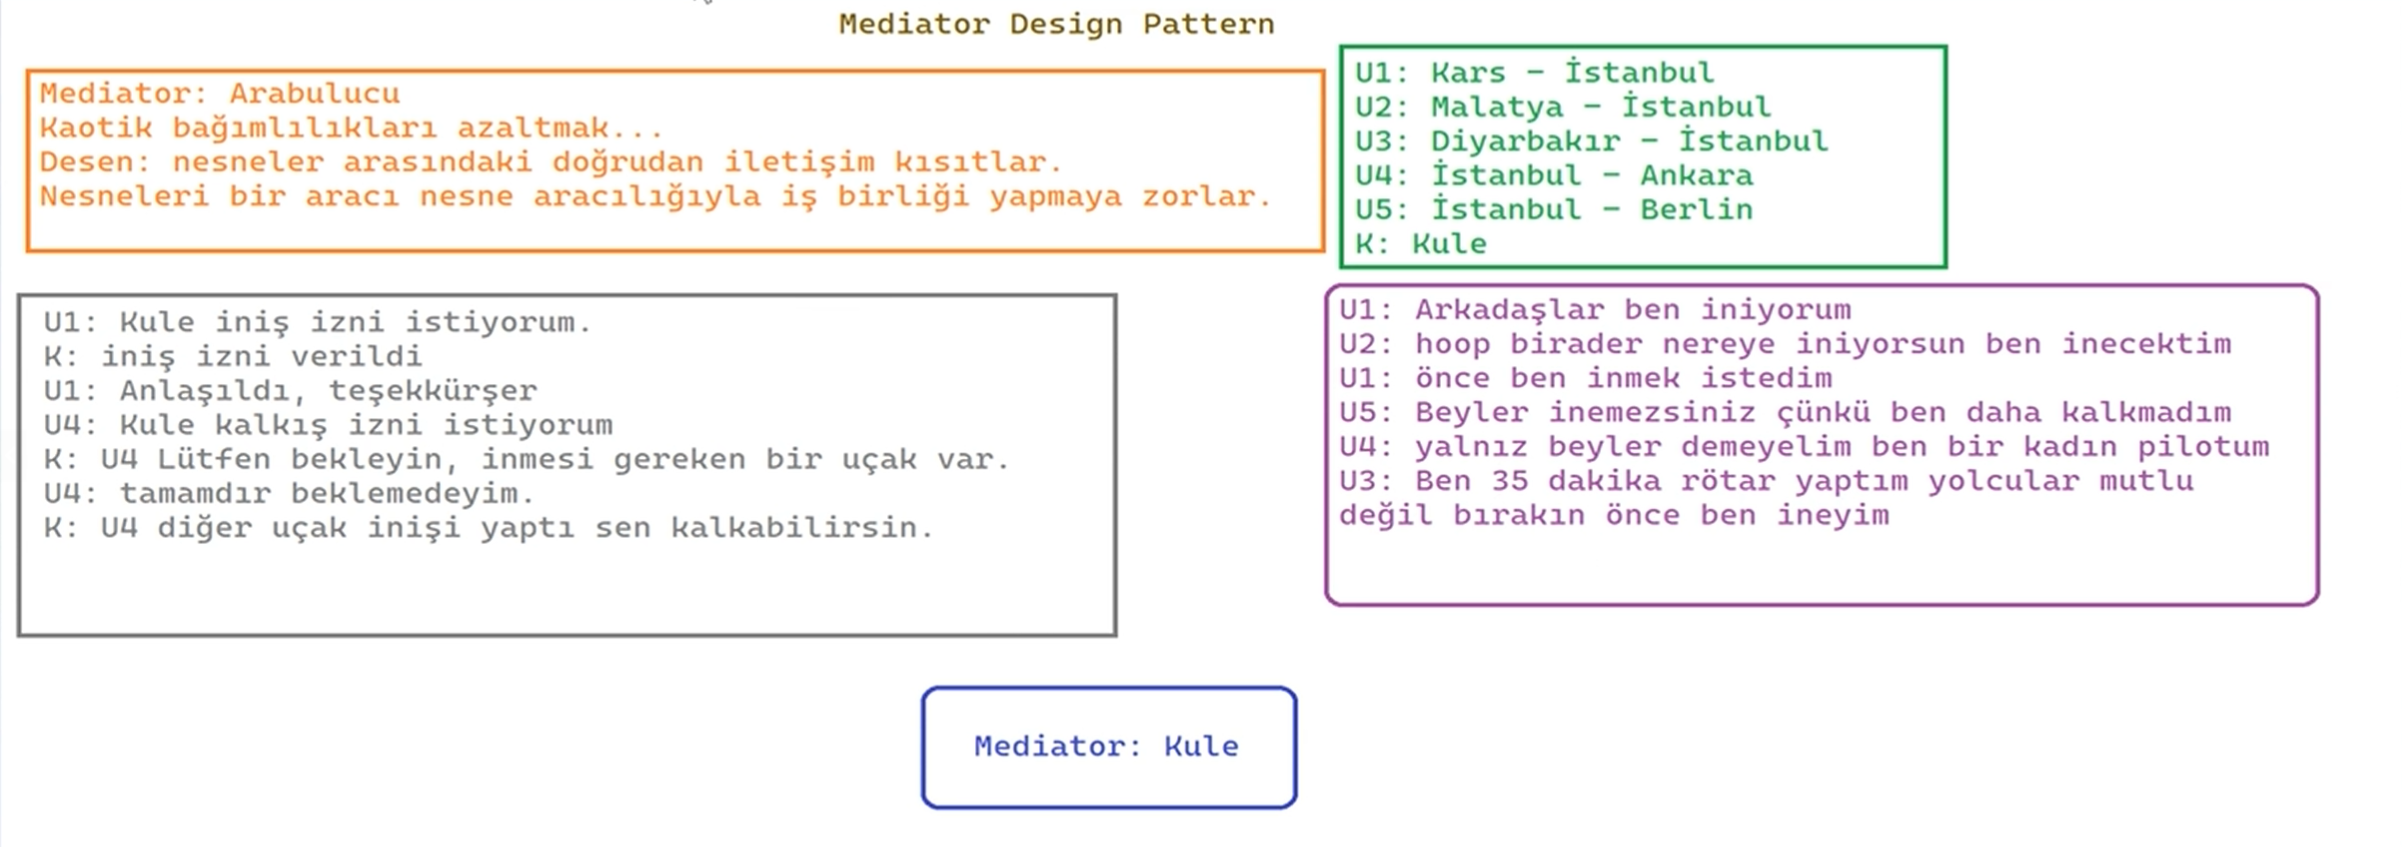 Mediator Design Pattern
Mediator: Arabulucu
Kaotik bağımlılıkları azaltmak...
Desen: nesneler arasındaki doğrudan iletişim kısıtlar.
Nesneleri bir aracı nesne aracılığıyla iş birliği yapmaya zorlar.
U1: Kars - İstanbul
U2: Malatya - İstanbul
U3: Diyarbakır - İstanbul
U4: İstanbul - Ankara
U5: İstanbul - Berlin
K: Kule
U1: Kule iniş izni istiyorum.
K: iniş izni verildi
U1: Anlaşıldı, teşekkürşer
U4: Kule kalkış izni istiyorum
K: U4 Lütfen bekleyin, inmesi gereken bir uçak var.
U4: tamamdır beklemedeyim.
K: U4 diğer uçak inişi yaptı sen kalkabilirsin.
U1: Arkadaşlar ben iniyorum
U2: hoop birader nereye iniyorsun ben inecektim
U1: önce ben inmek istedim
U5: Beyler inemezsiniz çünkü ben daha kalkmadım
U4: yalnız beyler demeyelim ben bir kadın pilotum
U3: Ben 35 dakika rötar yaptım yolcular mutlu
değil bırakın önce ben ineyim
Mediator: Kule